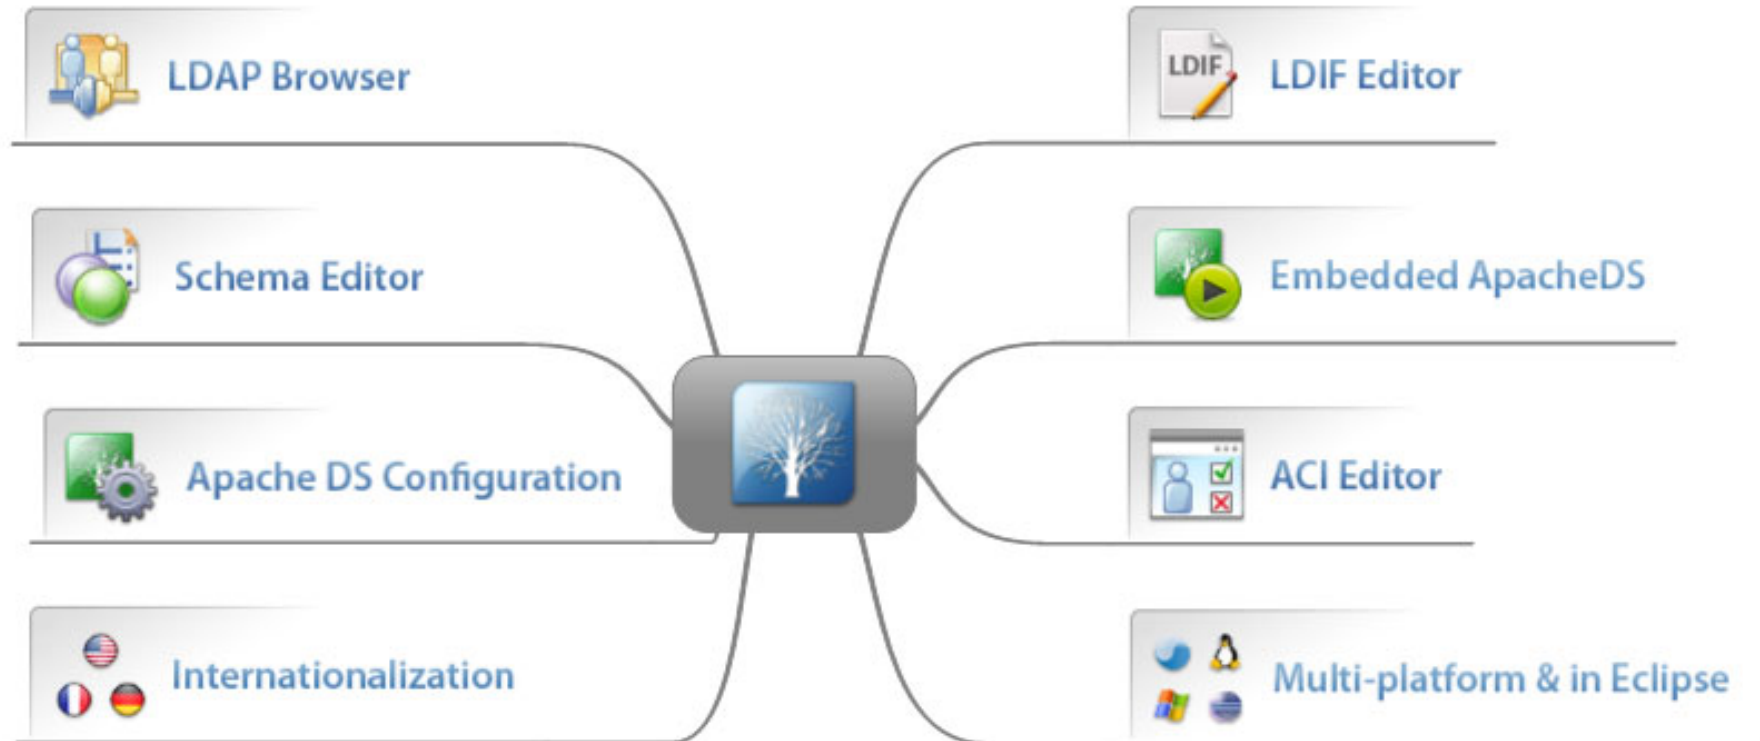 LDAP Browser
Schema Editor
Apache DS Configuration
Internationalization
LDIF
LDIF Editor
Embedded ApacheDS
ACI Editor
Multi-platform & in Eclipse